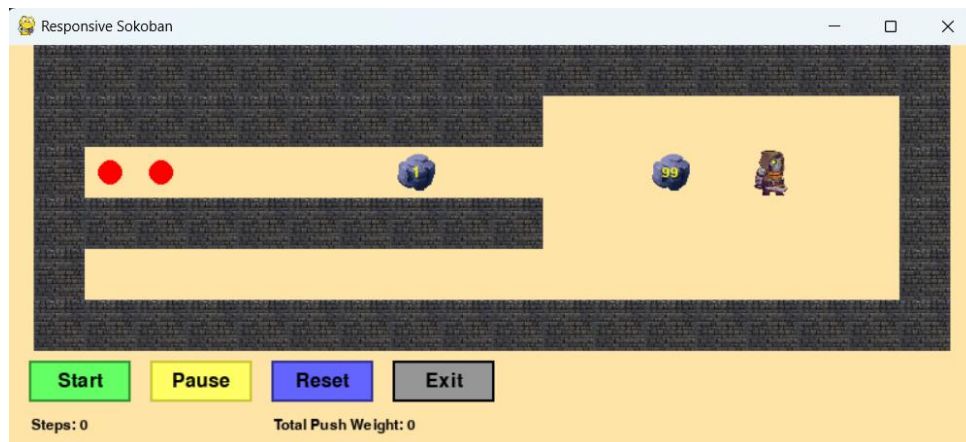 Responsive Sokoban
1 99
Start Pause Reset Exit
Steps: 0 Total Push Weight: 0